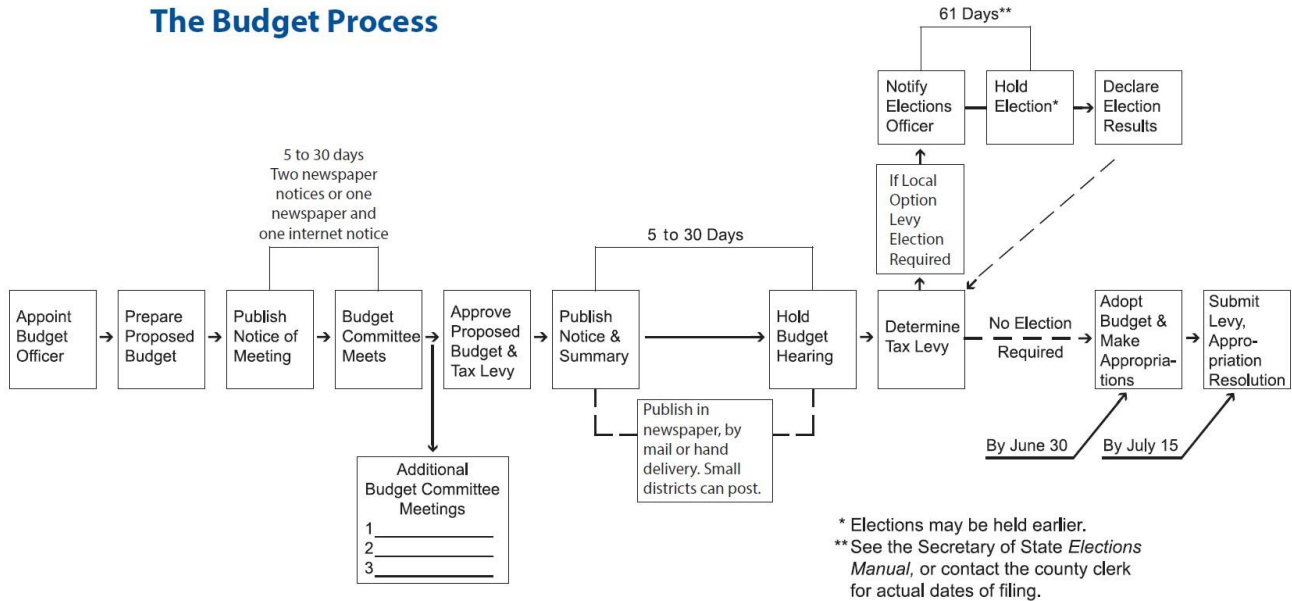 The Budget Process
61 Days**
Notify
Elections
Officer
Hold
Election*
Declare
Election
Results
5 to 30 days
Two newspaper
notices or one
newspaper and
one internet notice
If Local
Option
Levy
Election
Required
5 to 30 Days
Appoint
Budget
Officer
Prepare
Proposed
Budget
Publish
Notice of
Meeting
Budget
Committee
Meets
Approve
Proposed
Budget &
Tax Levy
Publish
Notice &
Summary
Hold
Budget
Hearing
Determine
Tax Levy
No Election
Required
Adopt
Budget &
Make
Appropria-
tions
Submit
Levy,
Appro-
priation
Resolution
Publish in
newspaper, by
mail or hand
delivery. Small
districts can post.
By June 30
By July 15
Additional
Budget Committee
Meetings
1
2
3
* Elections may be held earlier.
** See the Secretary of State Elections
Manual, or contact the county clerk
for actual dates of filing.